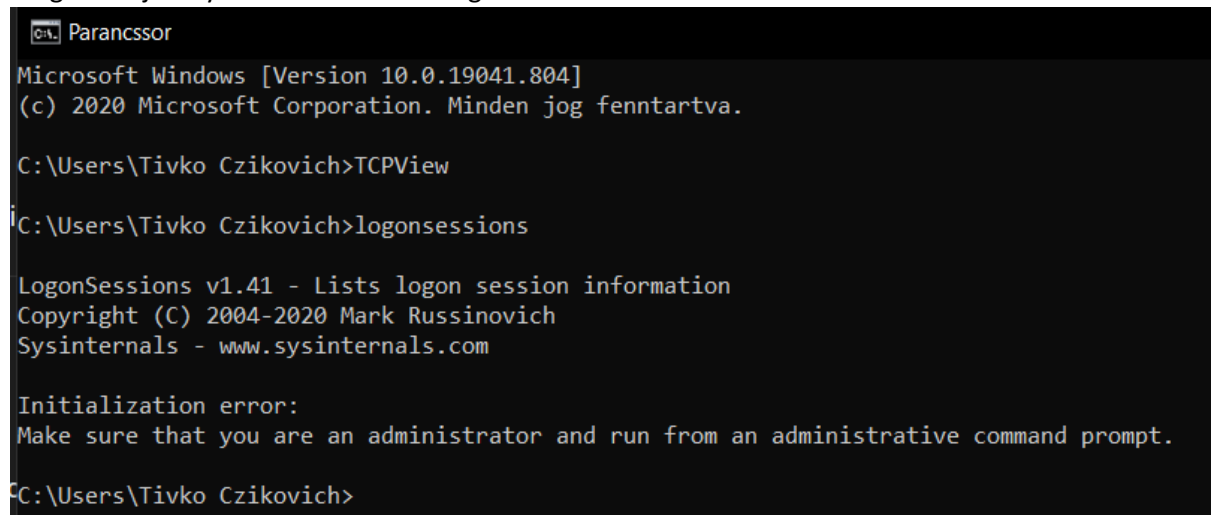 Parancssor
Microsoft Windows [Version 10.0.19041.804]
(c) 2020 Microsoft Corporation. Minden jog fenntartva.
C:\Users\Tivko Czikovich>TCPView
C:\Users\Tivko Czikovich>logonsessions
LogonSessions v1.41 - Lists logon session information
Copyright (C) 2004-2020 Mark Russinovich
Sysinternals - www.sysinternals.com
Initialization error:
Make sure that you are an administrator and run from an administrative command prompt.
C:\Users\Tivko Czikovich>